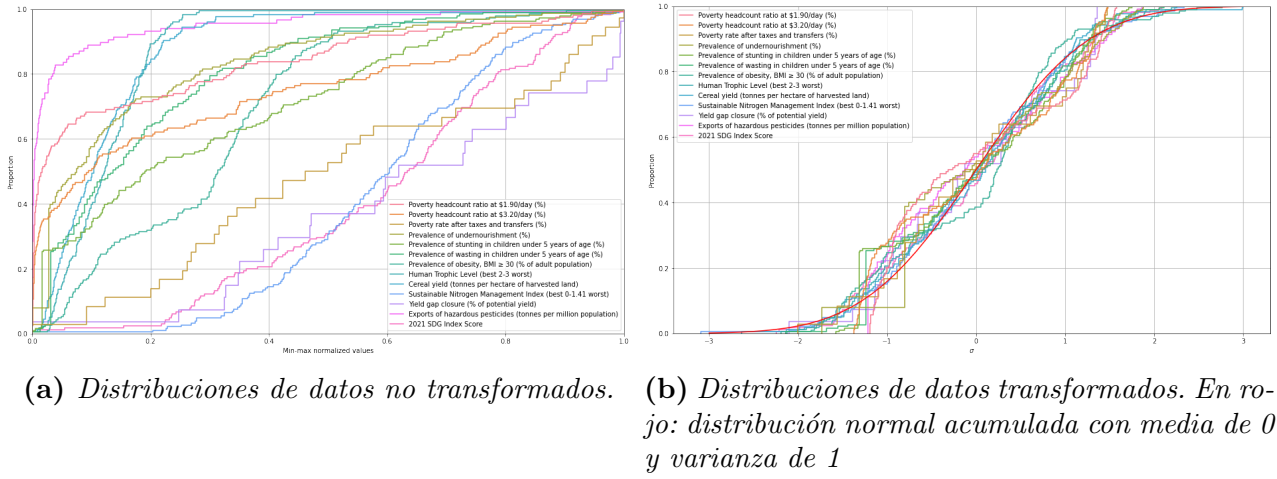 1.0
0.8
0.6
0.4
0.2
0.0
Proportion
0.0 0.2 0.4 0.6 0.8 1.0
Min-max normalized values
Poverty headcount ratio at $1.90/day (%)
Poverty headcount ratio at $3.20/day (%)
Poverty rate after taxes and transfers (%)
Prevalence of undernourishment (%)
Prevalence of stunting in children under 5 years of age (%)
Prevalence of wasting in children under 5 years of age (%)
Prevalence of obesity, BMI ≥ 30 (% of adult population)
Human Trophic Level (best 2-3 worst)
Cereal yield (tonnes per hectare of harvested land)
Sustainable Nitrogen Management Index (best 0-1.41 worst)
Yield gap closure (% of potential yield)
Exports of hazardous pesticides (tonnes per million population)
2021 SDG Index Score
(a) Distribuciones de datos no transformados.
1.0
0.8
0.6
0.4
0.2
0.0
Proportion
-3 -2 -1 0 1 2 3
σ
Poverty headcount ratio at $1.90/day (%)
Poverty headcount ratio at $3.20/day (%)
Poverty rate after taxes and transfers (%)
Prevalence of undernourishment (%)
Prevalence of stunting in children under 5 years of age (%)
Prevalence of wasting in children under 5 years of age (%)
Prevalence of obesity, BMI ≥ 30 (% of adult population)
Human Trophic Level (best 2-3 worst)
Cereal yield (tonnes per hectare of harvested land)
Sustainable Nitrogen Management Index (best 0-1.41 worst)
Yield gap closure (% of potential yield)
Exports of hazardous pesticides (tonnes per million population)
2021 SDG Index Score
(b) Distribuciones de datos transformados. En ro-
jo: distribución normal acumulada con media de 0
y varianza de 1